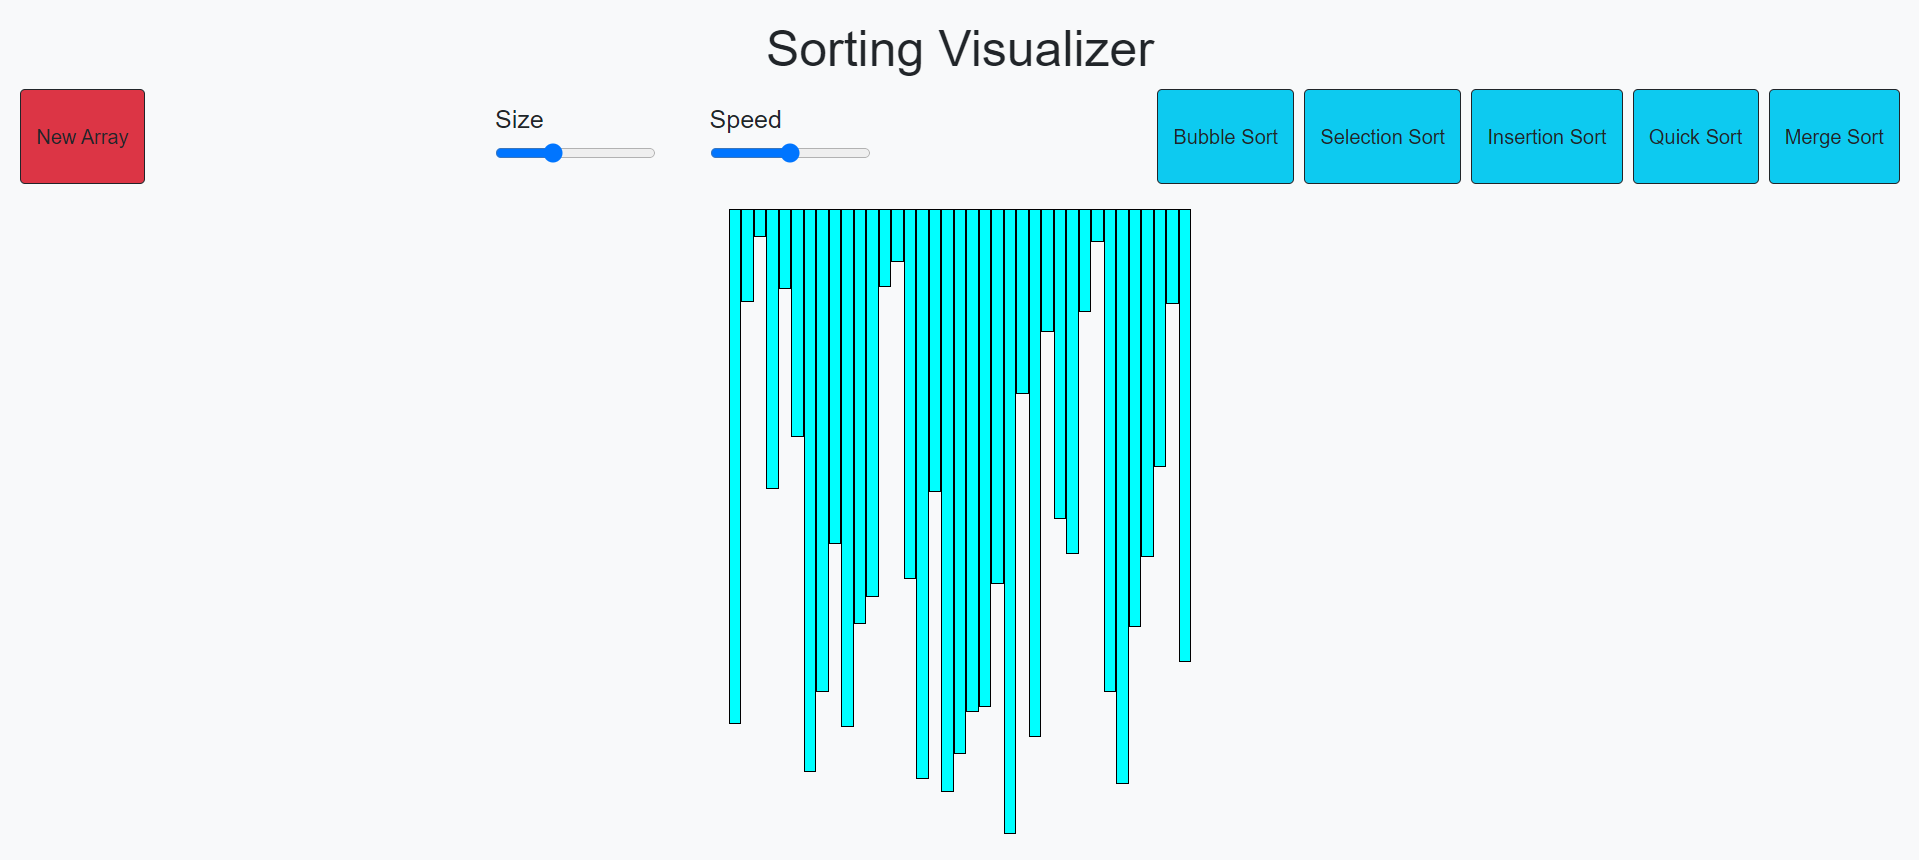 Sorting Visualizer
New Array
Size
Speed
Bubble Sort
Selection Sort
Insertion Sort
Quick Sort
Merge Sort